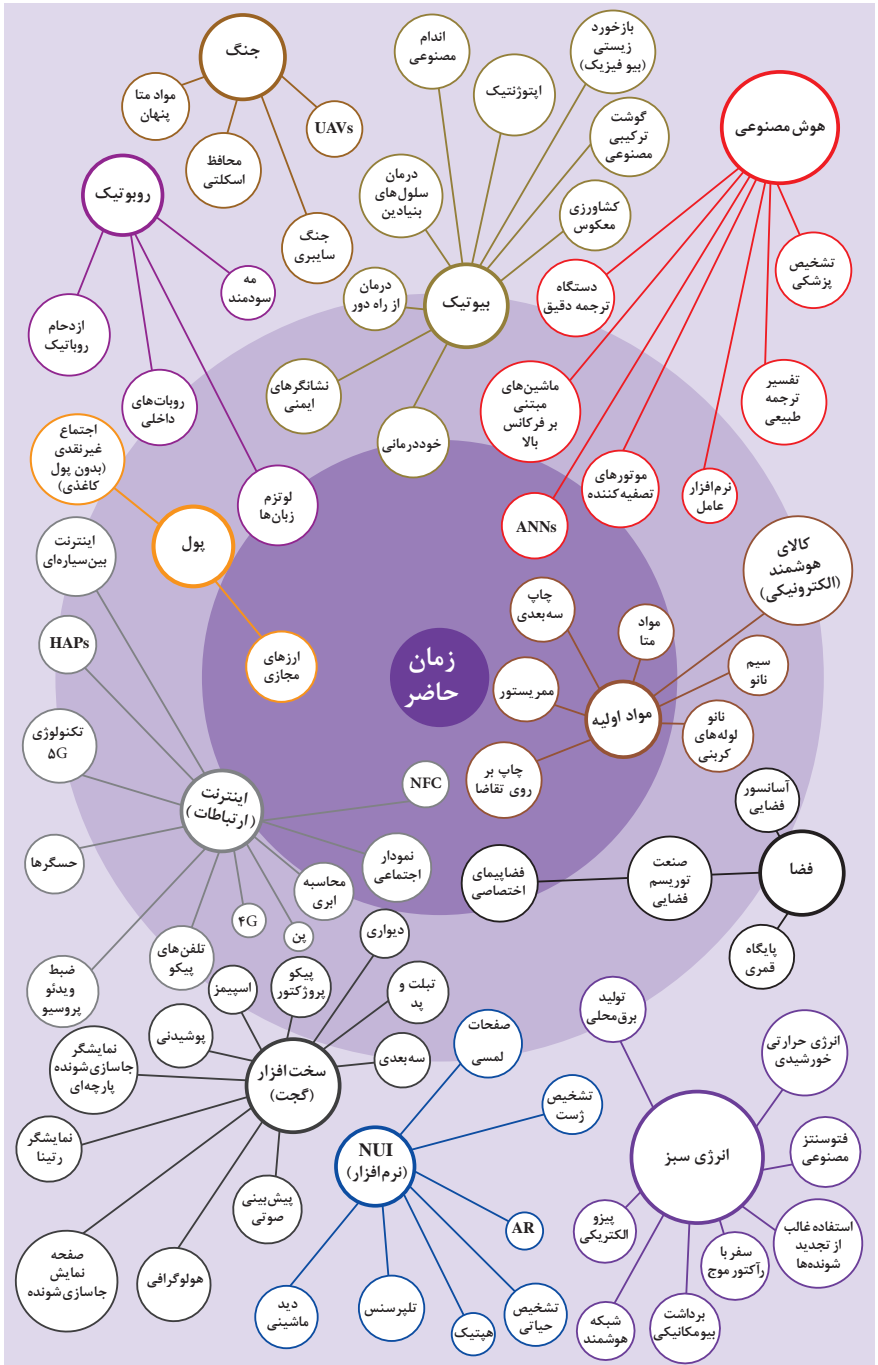 جنگ
مواد متا
پنهان
محافظ
اسکلتی
UAVs
جنگ
سایبری
روبوتیک
مه
سودمند
ازدحام
روباتیک
روبات‌های
داخلی
لوتزم
زبان‌ها
اندام
مصنوعی
بازخورد
زیستی
(بیو فیزیک)
اپتوژنتیک
گوشت
ترکیبی
مصنوعی
درمان
سلول‌های
بنیادین
کشاورزی
معکوس
درمان
از راه دور
بیوتیک
نشانگرهای
ایمنی
خوددرمانی
هوش مصنوعی
تشخیص
پزشکی
دستگاه
ترجمه دقیق
تفسیر
ترجمه
طبیعی
ماشین‌های
مبتنی
بر فرکانس
بالا
موتورهای
تصفیه‌کننده
نرم‌افزار
عامل
ANNs
اجتماع
غیرنقدی
(بدون پول
کاغذی)
پول
ارزهای
مجازی
زمان
حاضر
کالای
هوشمند
(الکترونیکی)
چاپ
سه‌بعدی
مواد
متا
سیم
نانو
ممریستور
مواد اولیه
نانو
لوله‌های
کربنی
چاپ بر
روی تقاضا
اینترنت
بین‌سیاره‌ای
HAPs
تکنولوژی
۵G
اینترنت
(ارتباطات)
NFC
حسگرها
نمودار
اجتماعی
محاسبه
ابری
۴G
پن
تلفن‌های
پیکو
ضبط
ویدئو
پروسیو
آسانسور
فضایی
فضا
صنعت
توریسم
فضایی
فضاپیمای
اختصاصی
پایگاه
قمری
دیواری
پیکو
پروژکتور
تبلت و
پد
اسپیمز
پوشیدنی
سه‌بعدی
نمایشگر
جاسازی‌شونده
پارچه‌ای
سخت‌افزار
(گجت)
نمایشگر
رتینا
پیش‌بینی
صوتی
صفحه
نمایش
جاسازی‌شونده
هولوگرافی
صفحات
لمسی
تشخیص
ژست
NUI
(نرم‌افزار)
AR
دید
ماشینی
تلپرسنس
هپتیک
تشخیص
حیاتی
تولید
برق‌محلی
انرژی حرارتی
خورشیدی
انرژی سبز
فتوسنتز
مصنوعی
پیزو
الکتریکی
استفاده غالب
از تجدید
شونده‌ها
سفر با
رآکتور موج
شبکه
هوشمند
برداشت
بیومکانیکی